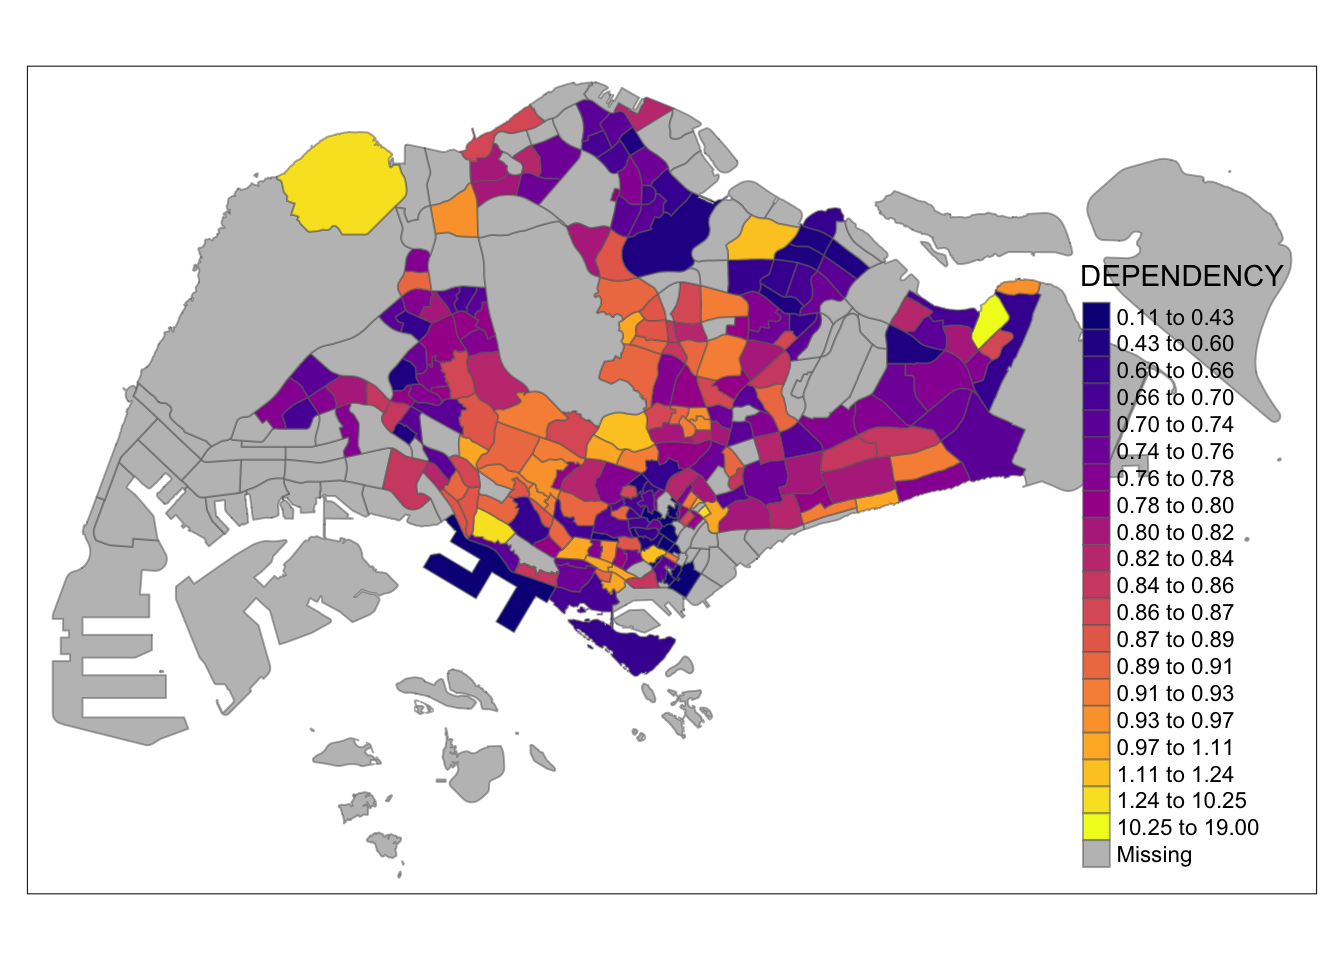 DEPENDENCY
0.11 to 0.43
0.43 to 0.60
0.60 to 0.66
0.66 to 0.70
0.70 to 0.74
0.74 to 0.76
0.76 to 0.78
0.78 to 0.80
0.80 to 0.82
0.82 to 0.84
0.84 to 0.86
0.86 to 0.87
0.87 to 0.89
0.89 to 0.91
0.91 to 0.93
0.93 to 0.97
0.97 to 1.11
1.11 to 1.24
1.24 to 10.25
10.25 to 19.00
Missing